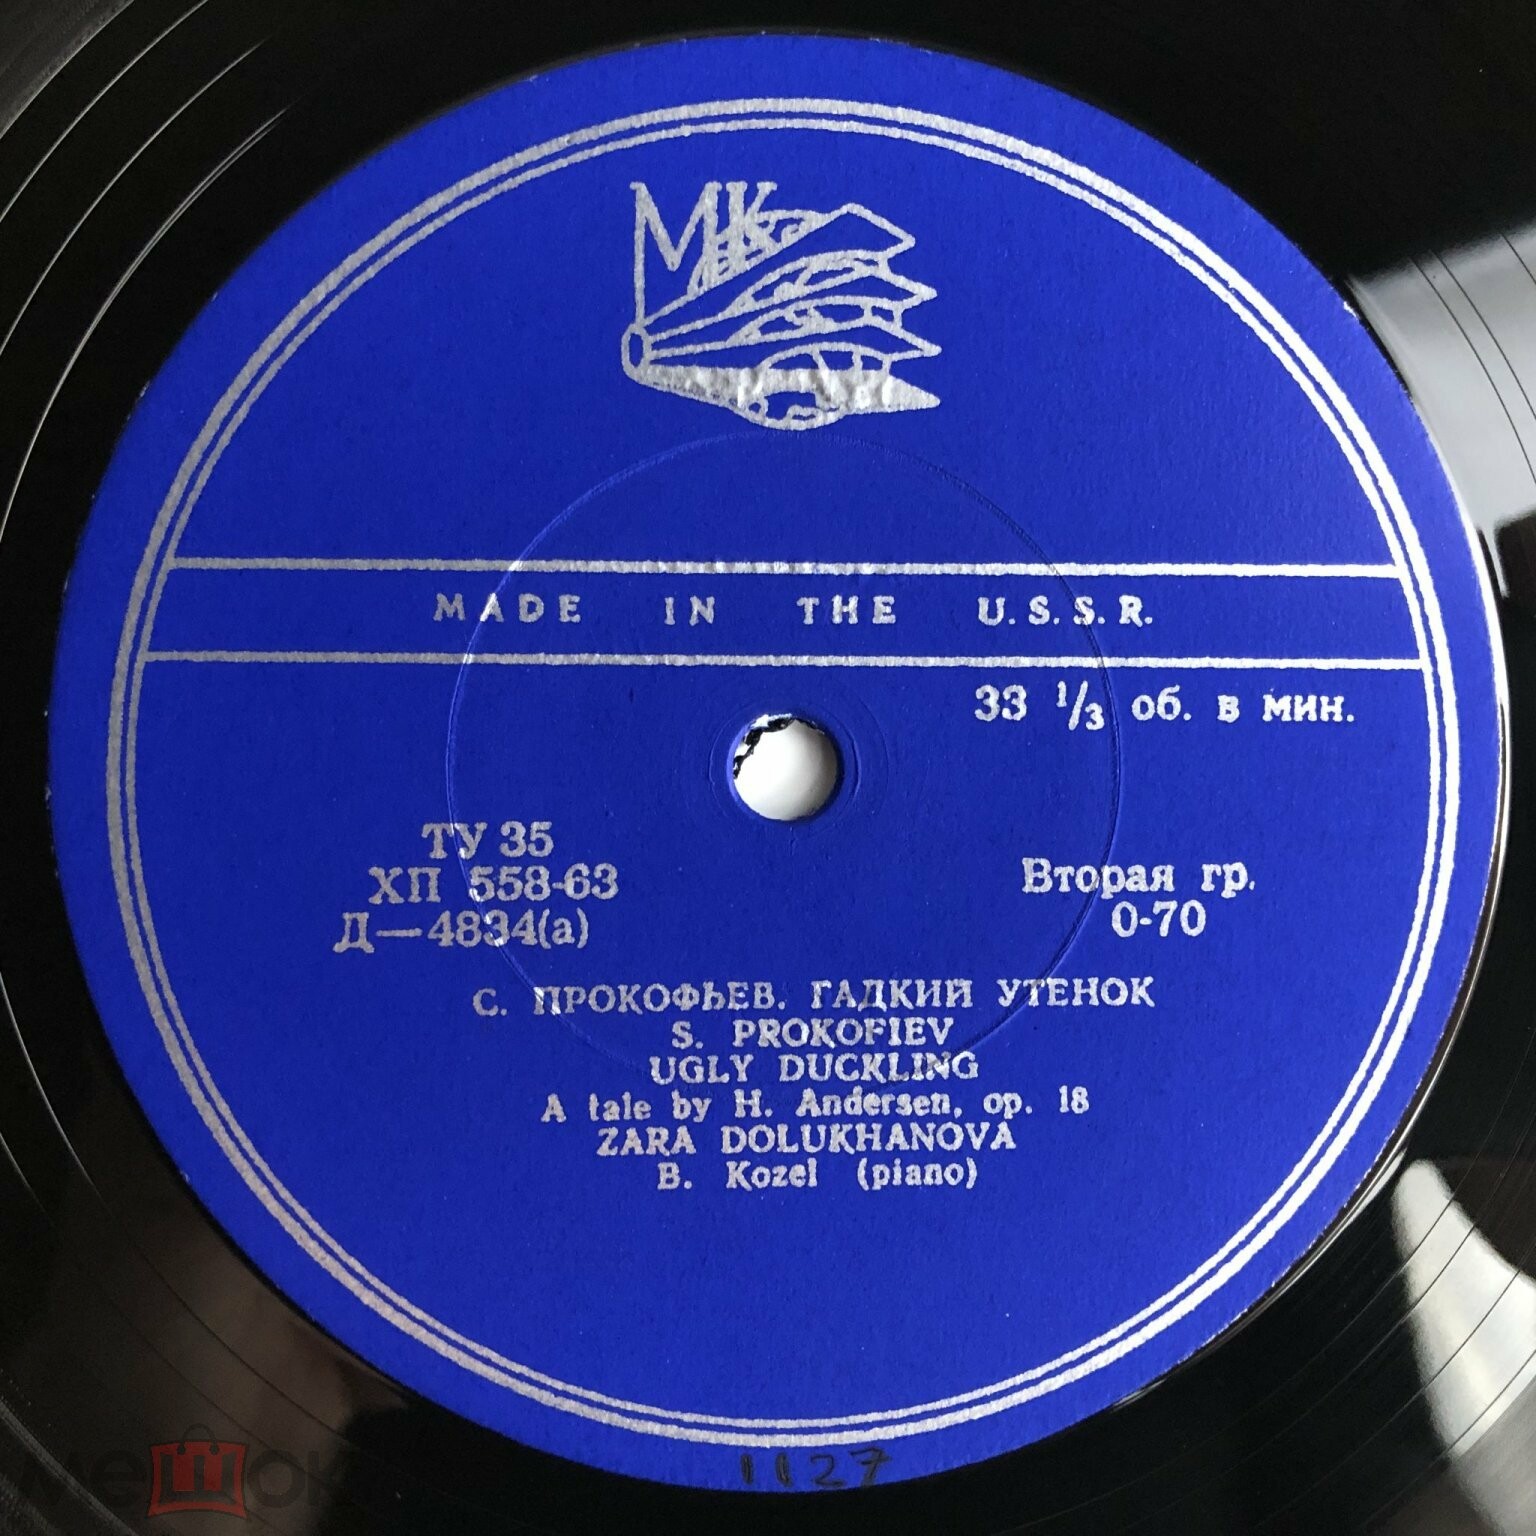 МК
MADE IN THE U.S.S.R.
33 1/3 об. в мин.
ТУ 35
ХП 558-63
Д—4834(а)
Вторая гр.
0-70
С. ПРОКОФЬЕВ. ГАДКИЙ УТЕНОК
S. PROKOFIEV
UGLY DUCKLING
A tale by H. Andersen, op. 18
ZARA DOLUKHANOVA
B. Kozel (piano)
1127
мешок